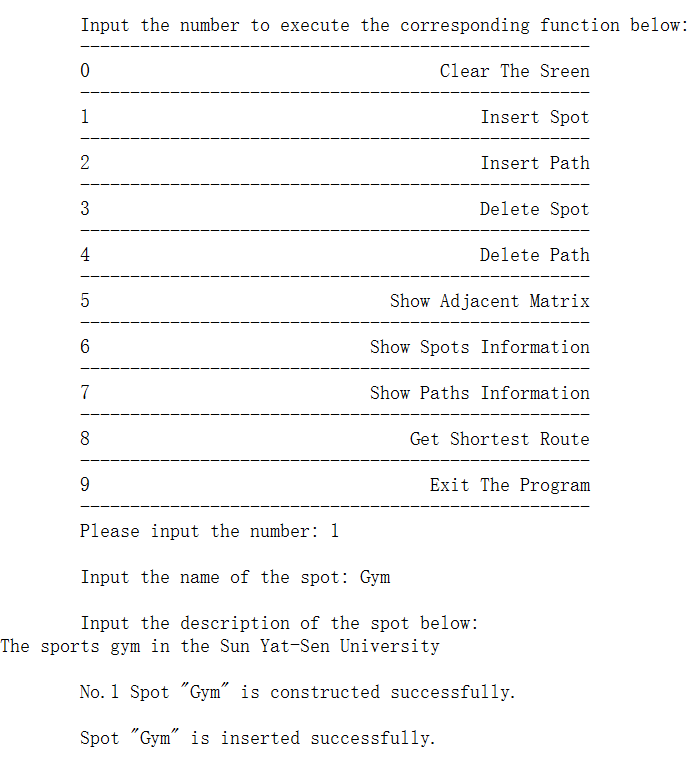 Input the number to execute the corresponding function below:
---------------------------------------------------
0 Clear The Sreen
---------------------------------------------------
1 Insert Spot
---------------------------------------------------
2 Insert Path
---------------------------------------------------
3 Delete Spot
---------------------------------------------------
4 Delete Path
---------------------------------------------------
5 Show Adjacent Matrix
---------------------------------------------------
6 Show Spots Information
---------------------------------------------------
7 Show Paths Information
---------------------------------------------------
8 Get Shortest Route
---------------------------------------------------
9 Exit The Program
---------------------------------------------------
Please input the number: 1
Input the name of the spot: Gym
Input the description of the spot below:
The sports gym in the Sun Yat-Sen University
No.1 Spot "Gym" is constructed successfully.
Spot "Gym" is inserted successfully.